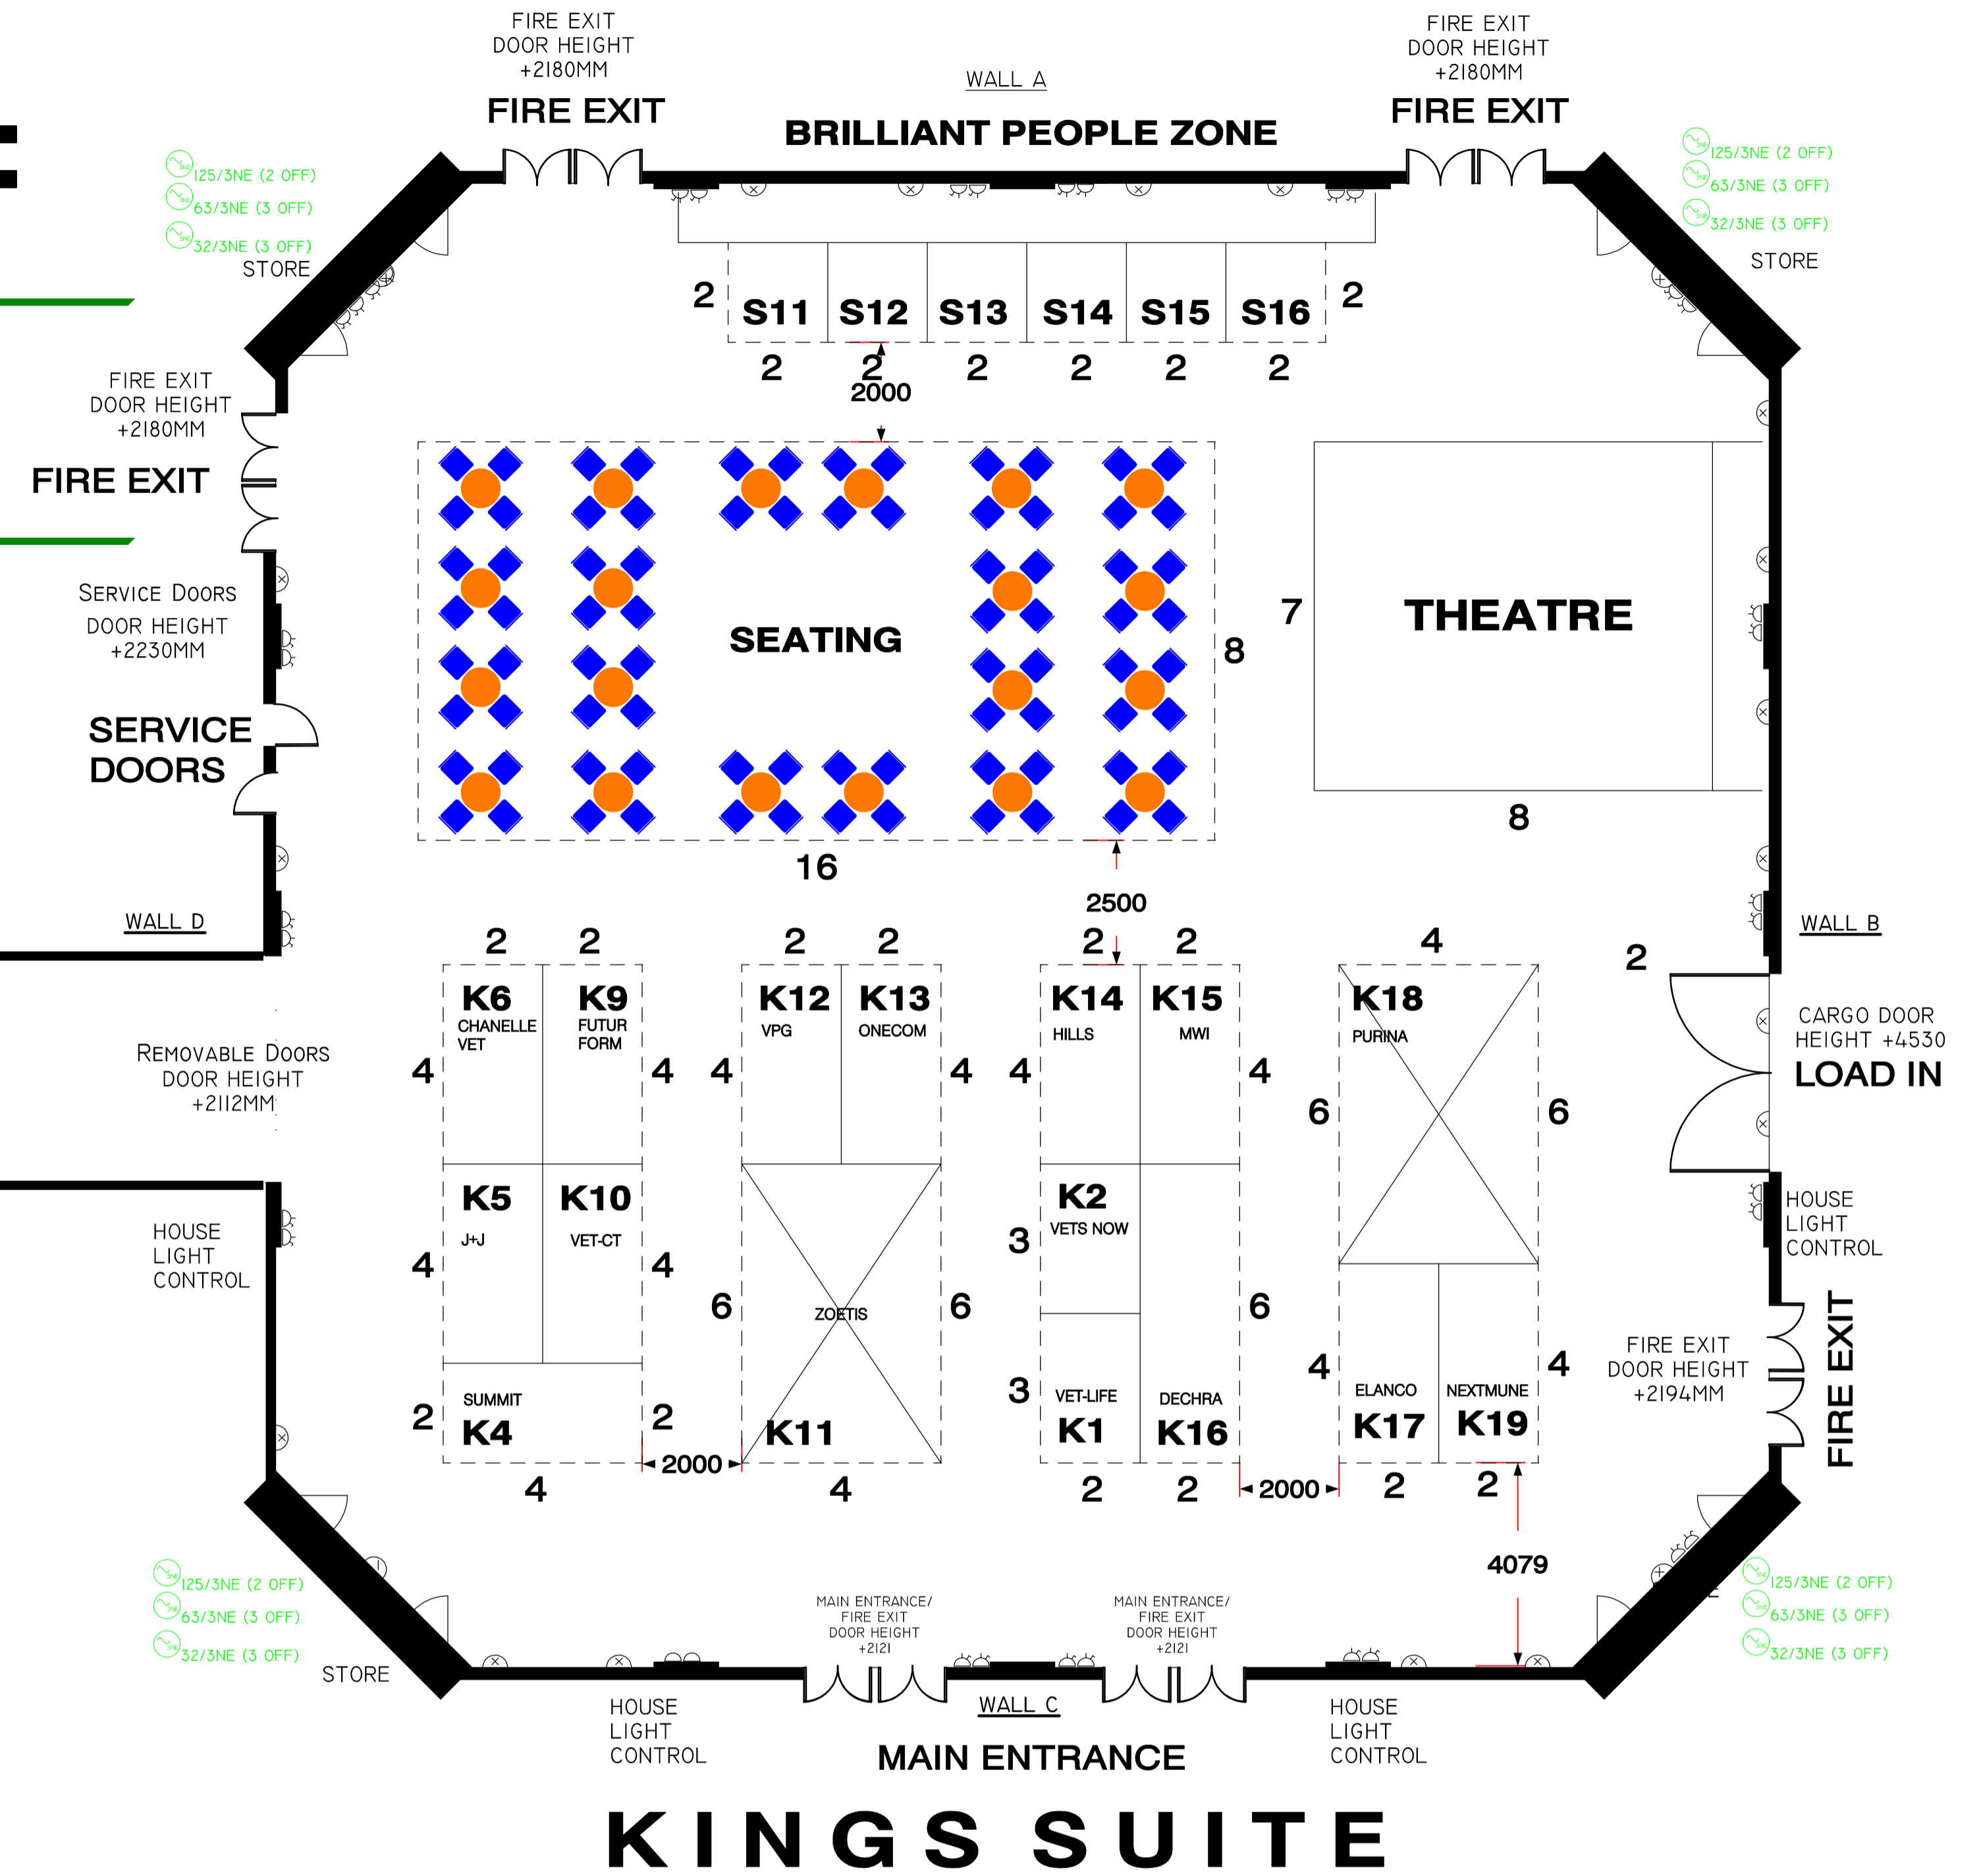 FIRE EXIT
DOOR HEIGHT
+2180MM
FIRE EXIT
WALL A
BRILLIANT PEOPLE ZONE
FIRE EXIT
DOOR HEIGHT
+2180MM
FIRE EXIT
125/3NE (2 OFF)
63/3NE (3 OFF)
32/3NE (3 OFF)
STORE
125/3NE (2 OFF)
63/3NE (3 OFF)
32/3NE (3 OFF)
STORE
2 S11 S12 S13 S14 S15 S16 2
2 2 2 2 2 2
2000
FIRE EXIT
DOOR HEIGHT
+2180MM
FIRE EXIT
SERVICE DOORS
DOOR HEIGHT
+2230MM
SERVICE
DOORS
SEATING
8
16
7
THEATRE
8
2500
WALL D
WALL B
2 2 2 2 2 2 4 2
K6
CHANELLE
VET
K9
FUTUR
FORM
K12
VPG
K13
ONECOM
K14
HILLS
K15
MWI
K18
PURINA
4 4 4 4 4 4 6 6
REMOVABLE DOORS
DOOR HEIGHT
+2112MM
CARGO DOOR
HEIGHT +4530
LOAD IN
K5
J+J
K10
VET-CT
K2
VETS NOW
4 4 6 6 3 6
ZOETIS
HOUSE
LIGHT
CONTROL
HOUSE
LIGHT
CONTROL
FIRE EXIT
DOOR HEIGHT
+2194MM
FIRE EXIT
SUMMIT
K4
K11
VET-LIFE
K1
DECHRA
K16
ELANCO
K17
NEXTMUNE
K19
2 2 3 4 4
2000
4 4 2 2 2 2
2000
4079
125/3NE (2 OFF)
63/3NE (3 OFF)
32/3NE (3 OFF)
STORE
125/3NE (2 OFF)
63/3NE (3 OFF)
32/3NE (3 OFF)
MAIN ENTRANCE/
FIRE EXIT
DOOR HEIGHT
+2121
MAIN ENTRANCE/
FIRE EXIT
DOOR HEIGHT
+2121
HOUSE
LIGHT
CONTROL
WALL C
HOUSE
LIGHT
CONTROL
MAIN ENTRANCE
KINGS SUITE